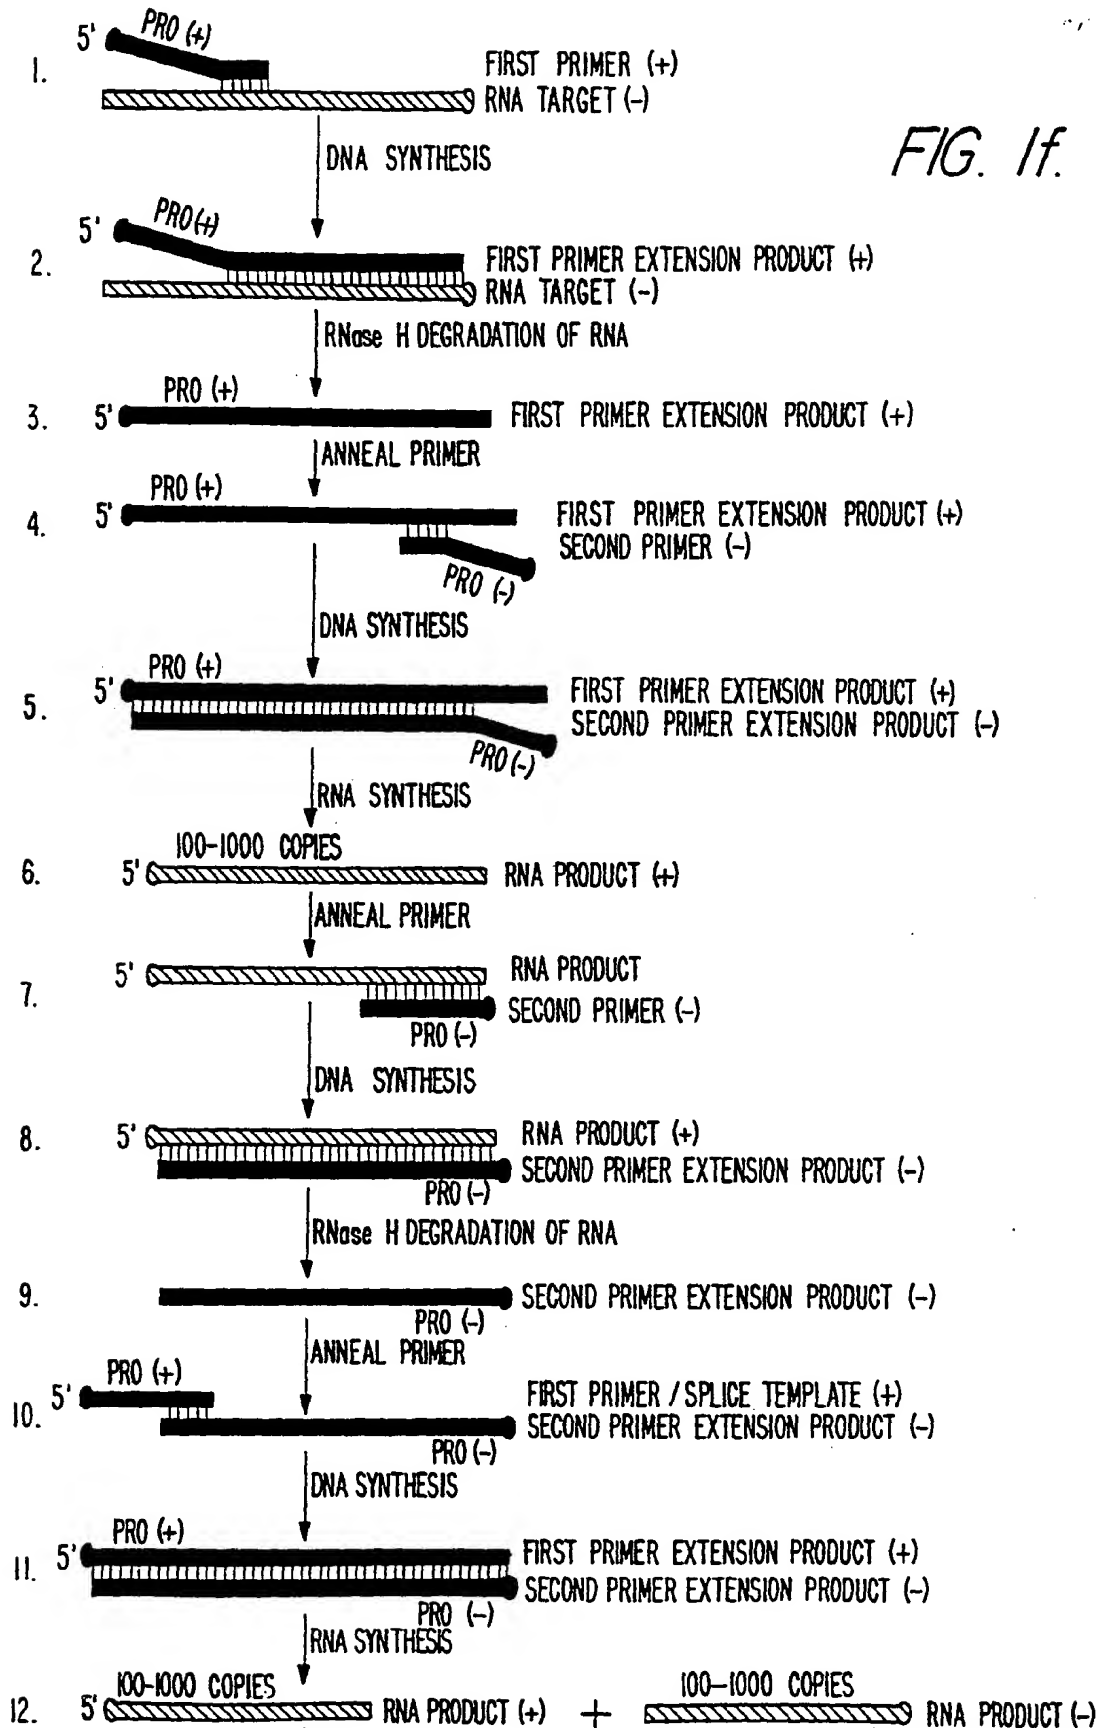 5' PRO (+)
1. FIRST PRIMER (+)
RNA TARGET (-)
FIG. 1f.
DNA SYNTHESIS
5' PRO (+)
2. FIRST PRIMER EXTENSION PRODUCT (+)
RNA TARGET (-)
RNase H DEGRADATION OF RNA
PRO (+)
3. 5' FIRST PRIMER EXTENSION PRODUCT (+)
ANNEAL PRIMER
PRO (+)
4. 5' FIRST PRIMER EXTENSION PRODUCT (+)
SECOND PRIMER (-)
PRO (-)
DNA SYNTHESIS
PRO (+)
5. 5' FIRST PRIMER EXTENSION PRODUCT (+)
SECOND PRIMER EXTENSION PRODUCT (-)
PRO (-)
RNA SYNTHESIS
100-1000 COPIES
6. 5' RNA PRODUCT (+)
ANNEAL PRIMER
5' RNA PRODUCT
7. SECOND PRIMER (-)
PRO (-)
DNA SYNTHESIS
8. 5' RNA PRODUCT (+)
SECOND PRIMER EXTENSION PRODUCT (-)
PRO (-)
RNase H DEGRADATION OF RNA
9. SECOND PRIMER EXTENSION PRODUCT (-)
PRO (-)
ANNEAL PRIMER
PRO (+)
5' FIRST PRIMER / SPLICE TEMPLATE (+)
10. SECOND PRIMER EXTENSION PRODUCT (-)
PRO (-)
DNA SYNTHESIS
PRO (+)
5' FIRST PRIMER EXTENSION PRODUCT (+)
11. SECOND PRIMER EXTENSION PRODUCT (-)
PRO (-)
RNA SYNTHESIS
100-1000 COPIES 100-1000 COPIES
12. 5' RNA PRODUCT (+) + RNA PRODUCT (-)